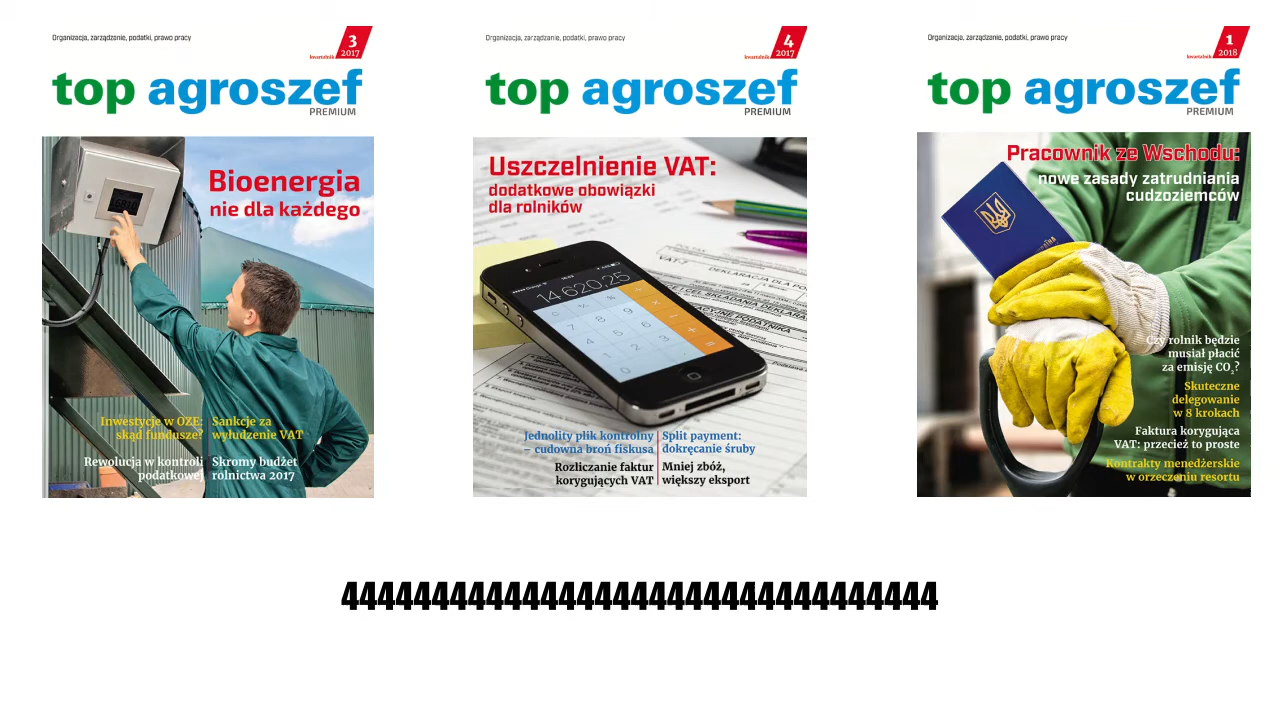 Organizacja, zarządzanie, podatki, prawo pracy
kwartalnik
3
2017
top agroszef
PREMIUM
Bioenergia
nie dla każdego
6816
Inwestycje w OZE:
skąd fundusze?
Sankcje za
wyłudzenie VAT
Rewolucja w kontroli
podatkowej
Skromy budżet
rolnictwa 2017
Organizacja, zarządzanie, podatki, prawo pracy
kwartalnik
4
2017
top agroszef
PREMIUM
Uszczelnienie VAT:
dodatkowe obowiązki
dla rolników
14 620,25
Jednolity plik kontrolny
– cudowna broń fiskusa
Split payment:
dokręcanie śruby
Rozliczanie faktur
korygujących VAT
Mniej zbóż,
większy eksport
Organizacja, zarządzanie, podatki, prawo pracy
kwartalnik
1
2018
top agroszef
PREMIUM
Pracownik ze Wschodu:
nowe zasady zatrudniania
cudzoziemców
Czy rolnik będzie
musiał płacić
za emisję CO₂?
Skuteczne
delegowanie
w 8 krokach
Faktura korygująca
VAT: przecież to proste
Kontrakty menedżerskie
w orzeczeniu resortu
444444444444444444444444444444444